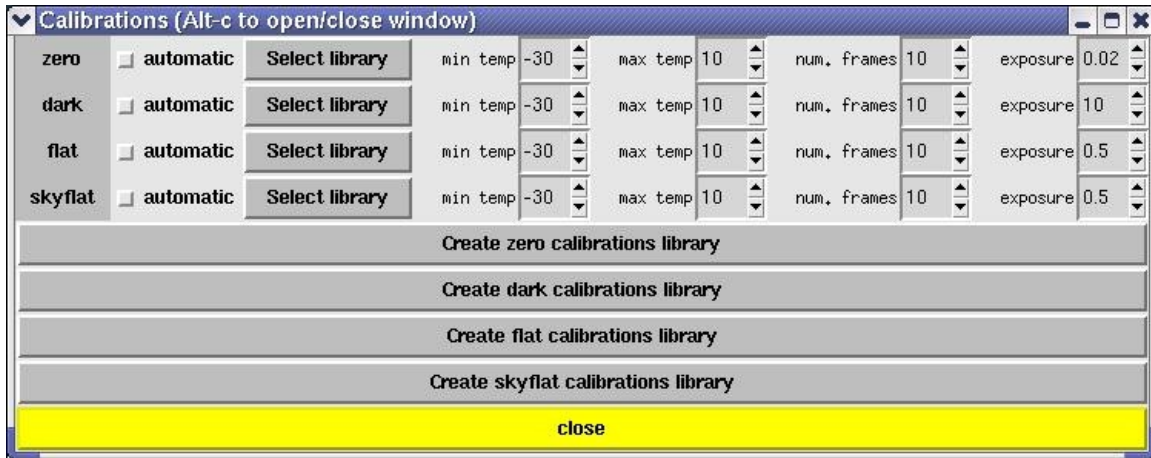 Calibrations (Alt-c to open/close window)
zero automatic Select library min temp -30 max temp 10 num. frames 10 exposure 0.02
dark automatic Select library min temp -30 max temp 10 num. frames 10 exposure 10
flat automatic Select library min temp -30 max temp 10 num. frames 10 exposure 0.5
skyflat automatic Select library min temp -30 max temp 10 num. frames 10 exposure 0.5
Create zero calibrations library
Create dark calibrations library
Create flat calibrations library
Create skyflat calibrations library
close